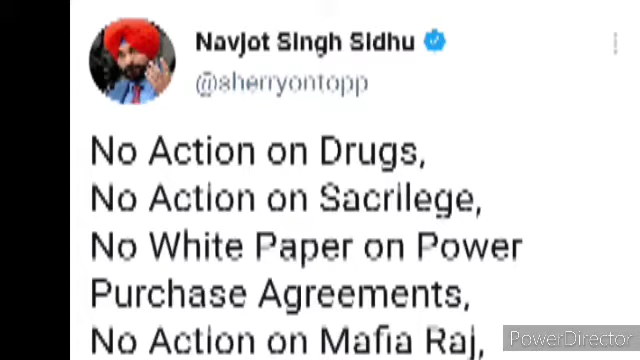 Navjot Singh Sidhu
@sherryontopp
No Action on Drugs,
No Action on Sacrilege,
No White Paper on Power
Purchase Agreements,
No Action on Mafia Raj,
PowerDirector